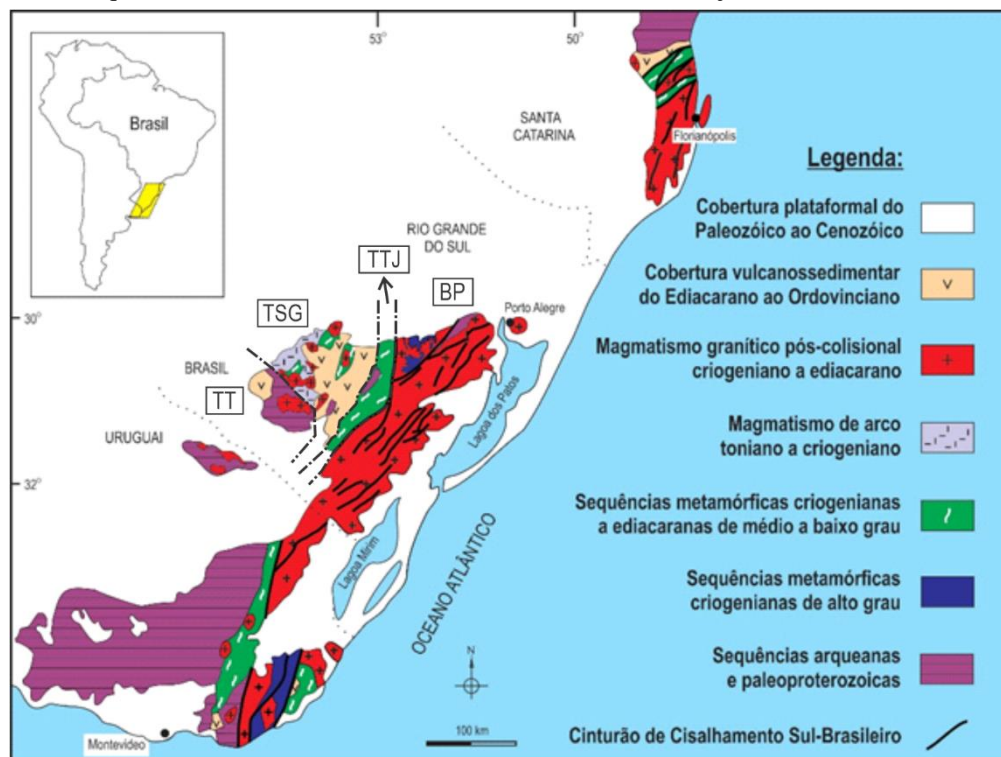 53°
50°
Brasil
SANTA
CATARINA
Florianópolis
RIO GRANDE
DO SUL
TTJ
BP
TSG
Porto Alegre
30°
BRASIL
TT
URUGUAI
Lagoa dos Patos
32°
Lagoa Mirim
OCEANO ATLÂNTICO
N
100 km
Montevideo
Legenda:
Cobertura plataformal do
Paleozóico ao Cenozóico
Cobertura vulcanossedimentar
do Ediacarano ao Ordovinciano
Magmatismo granítico pós-colisional
criogeniano a ediacarano
Magmatismo de arco
toniano a criogeniano
Sequências metamórficas criogenianas
a ediacaranas de médio a baixo grau
Sequências metamórficas
criogenianas de alto grau
Sequências arqueanas
e paleoproterozoicas
Cinturão de Cisalhamento Sul-Brasileiro